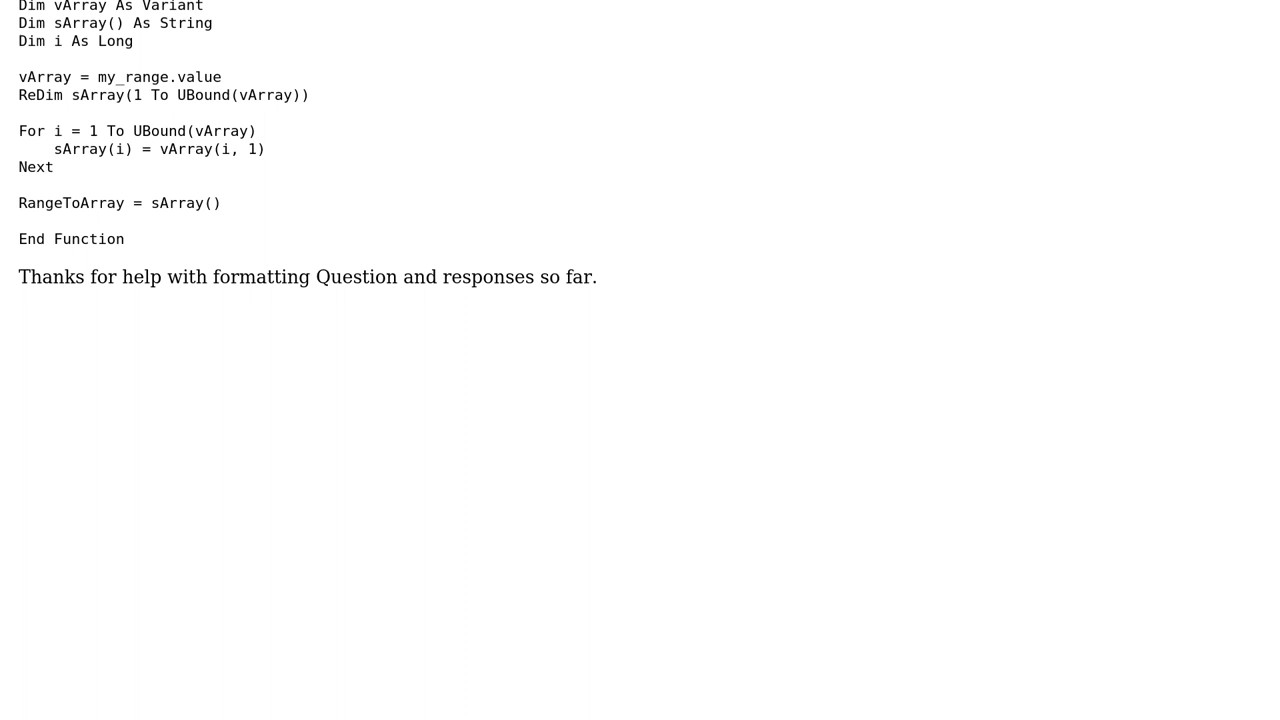 Dim vArray As Variant
Dim sArray() As String
Dim i As Long

vArray = my_range.value
ReDim sArray(1 To UBound(vArray))

For i = 1 To UBound(vArray)
    sArray(i) = vArray(i, 1)
Next

RangeToArray = sArray()

End Function

Thanks for help with formatting Question and responses so far.